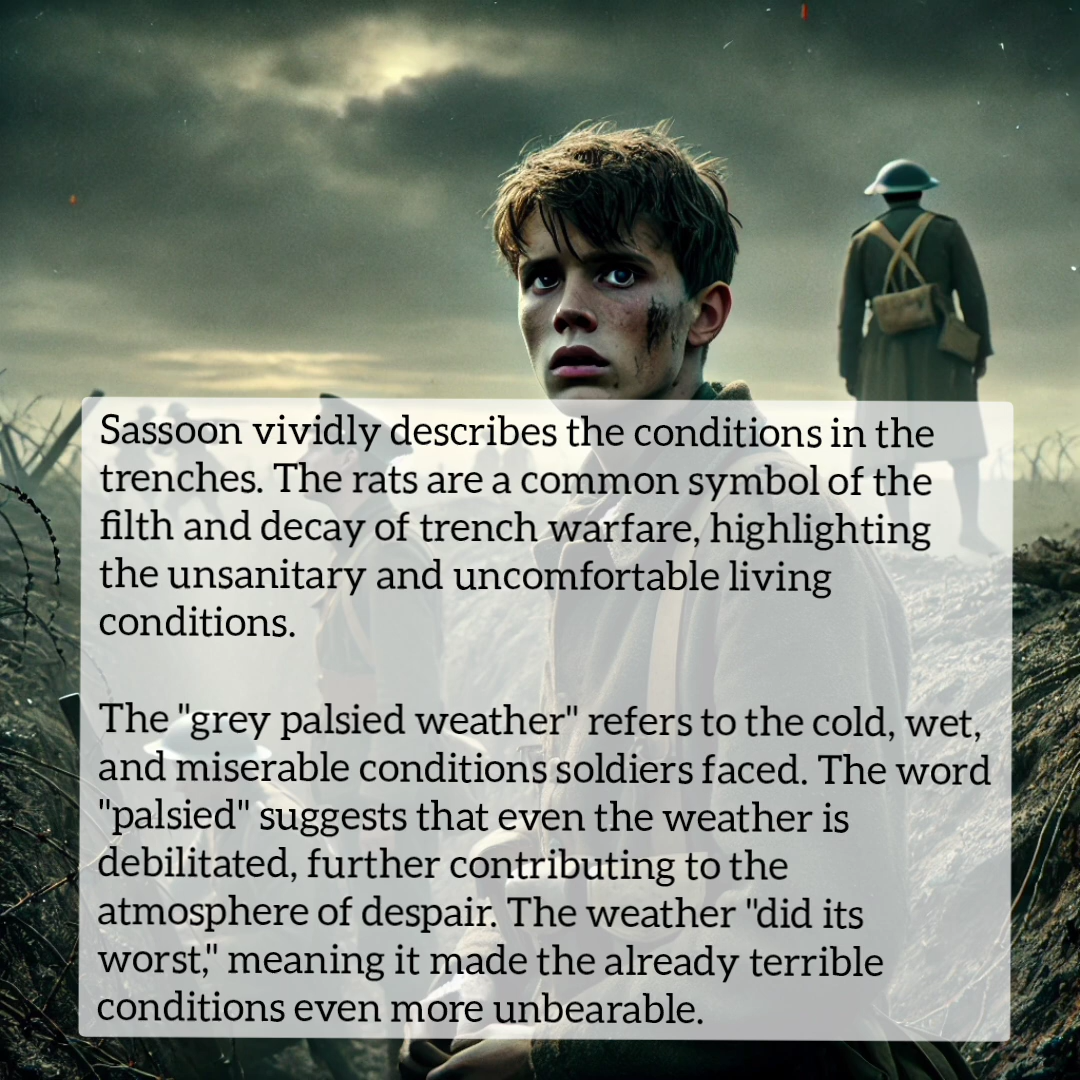 Sassoon vividly describes the conditions in the
trenches. The rats are a common symbol of the
filth and decay of trench warfare, highlighting
the unsanitary and uncomfortable living
conditions.
The "grey palsied weather" refers to the cold, wet,
and miserable conditions soldiers faced. The word
"palsied" suggests that even the weather is
debilitated, further contributing to the
atmosphere of despair. The weather "did its
worst," meaning it made the already terrible
conditions even more unbearable.